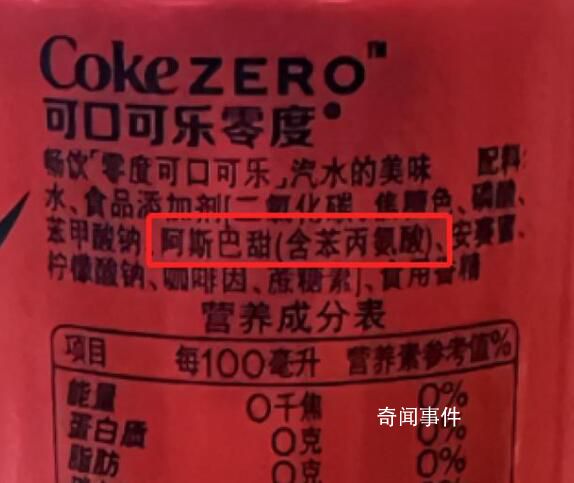 Coke ZERO™
可口可乐零度
畅饮「零度可口可乐」汽水的美味 配料:
水、食品添加剂[二氧化碳、焦糖色、磷酸、
苯甲酸钠、阿斯巴甜(含苯丙氨酸)、安赛蜜、
柠檬酸钠、咖啡因、蔗糖素]、食用香精
营养成分表
项目 每100毫升 营养素参考值%
能量 0千焦 0%
蛋白质 0克 0%
脂肪 0克 0%
奇闻事件